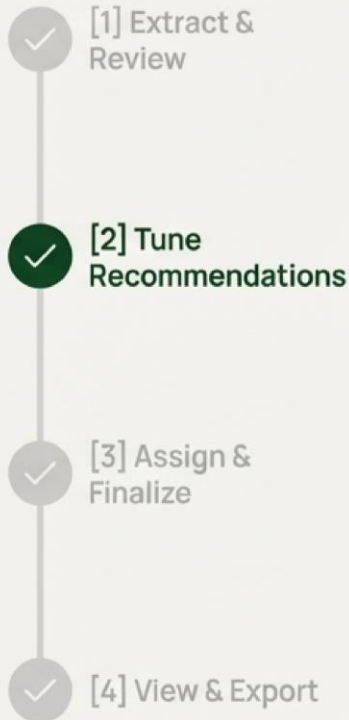 [1] Extract &
Review
[2] Tune
Recommendations
[3] Assign &
Finalize
[4] View & Export